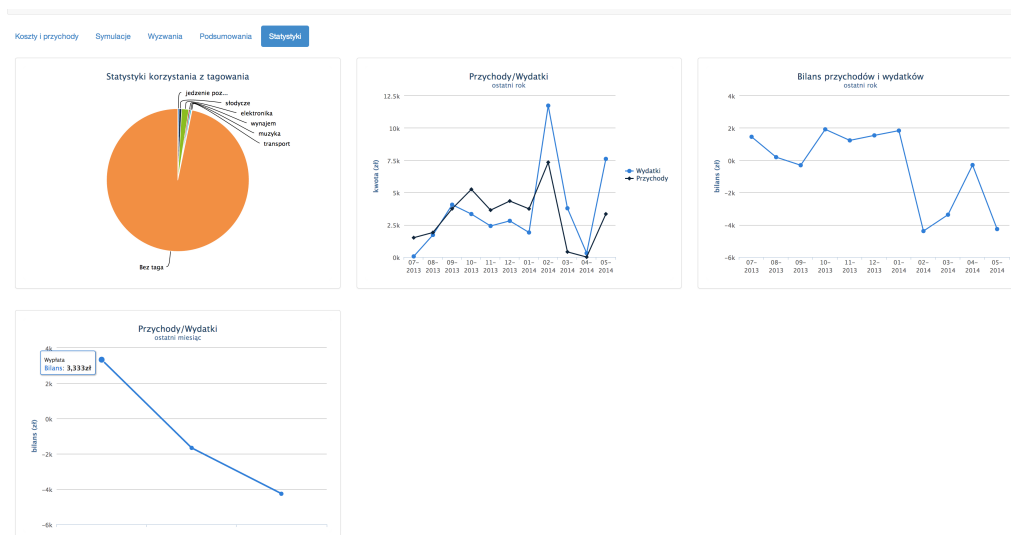 Koszty i przychody Symulacje Wyzwania Podsumowania Statystyki
Statystyki korzystania z tagowania
jedzenie poz...
słodycze
elektronika
wynajem
muzyka
transport
Bez taga
Przychody/Wydatki
ostatni rok
kwota (zł)
12.5k
10k
7.5k
5k
2.5k
0k
07-2013 08-2013 09-2013 10-2013 11-2013 12-2013 01-2014 02-2014 03-2014 04-2014 05-2014
Wydatki
Przychody
Bilans przychodów i wydatków
ostatni rok
bilans (zł)
4k
2k
0k
-2k
-4k
-6k
07-2013 08-2013 09-2013 10-2013 11-2013 12-2013 01-2014 02-2014 03-2014 04-2014 05-2014
Przychody/Wydatki
ostatni miesiąc
bilans (zł)
4k
Wypłata
Bilans: 3,333zł
2k
0k
-2k
-4k
-6k